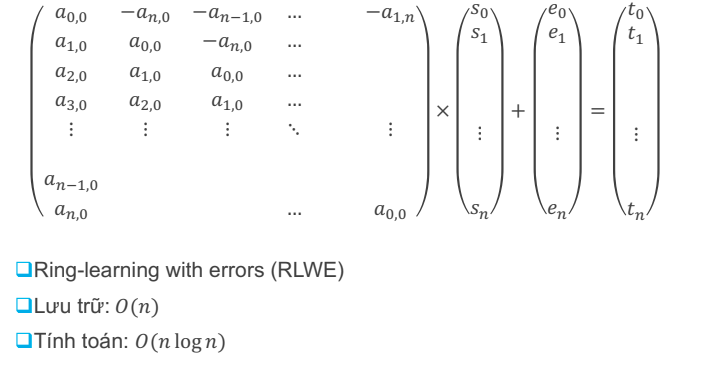 a_{0,0} −a_{n,0} −a_{n−1,0} … −a_{1,n} s_0 e_0 t_0
a_{1,0} a_{0,0} −a_{n,0} … s_1 e_1 t_1
a_{2,0} a_{1,0} a_{0,0} …
a_{3,0} a_{2,0} a_{1,0} …
⋮ ⋮ ⋮ ⋱ ⋮ × ⋮ + ⋮ = ⋮
a_{n−1,0}
a_{n,0} … a_{0,0} s_n e_n t_n
❑Ring-learning with errors (RLWE)
❑Lưu trữ: O(n)
❑Tính toán: O(n log n)